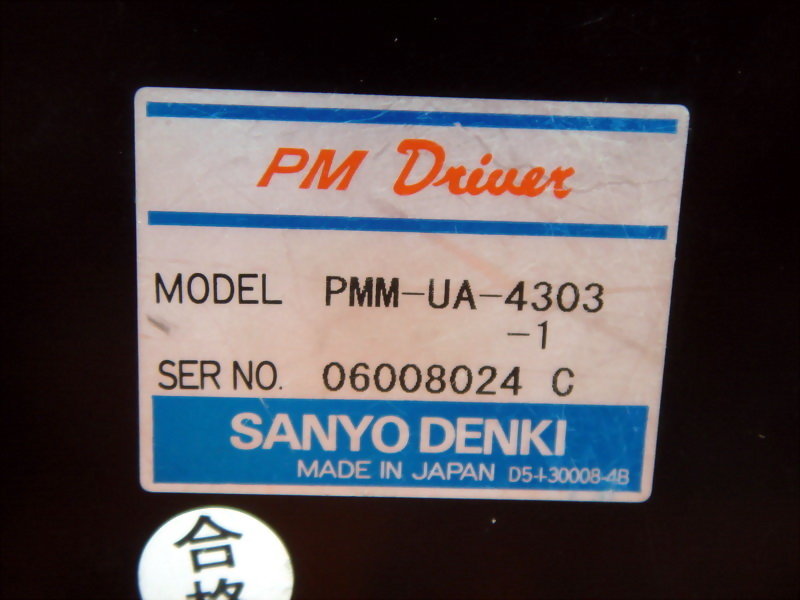 PM Driver
MODEL PMM-UA-4303
-1
SER NO. 06008024 C
SANYO DENKI
MADE IN JAPAN D5-I-30008-4B
合
格